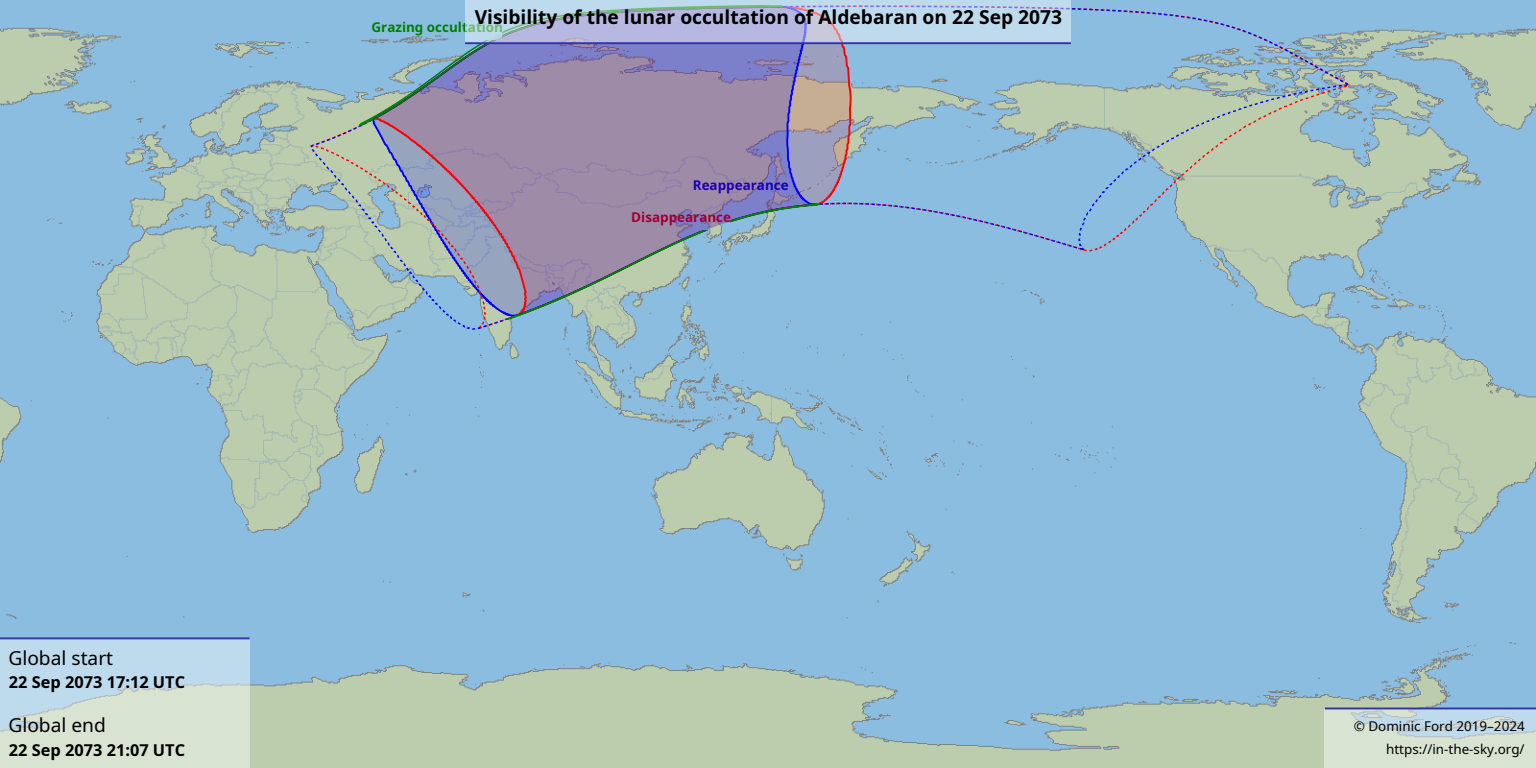 Visibility of the lunar occultation of Aldebaran on 22 Sep 2073
Grazing occultation
Reappearance
Disappearance
Global start
22 Sep 2073 17:12 UTC
Global end
22 Sep 2073 21:07 UTC
© Dominic Ford 2019–2024
https://in-the-sky.org/